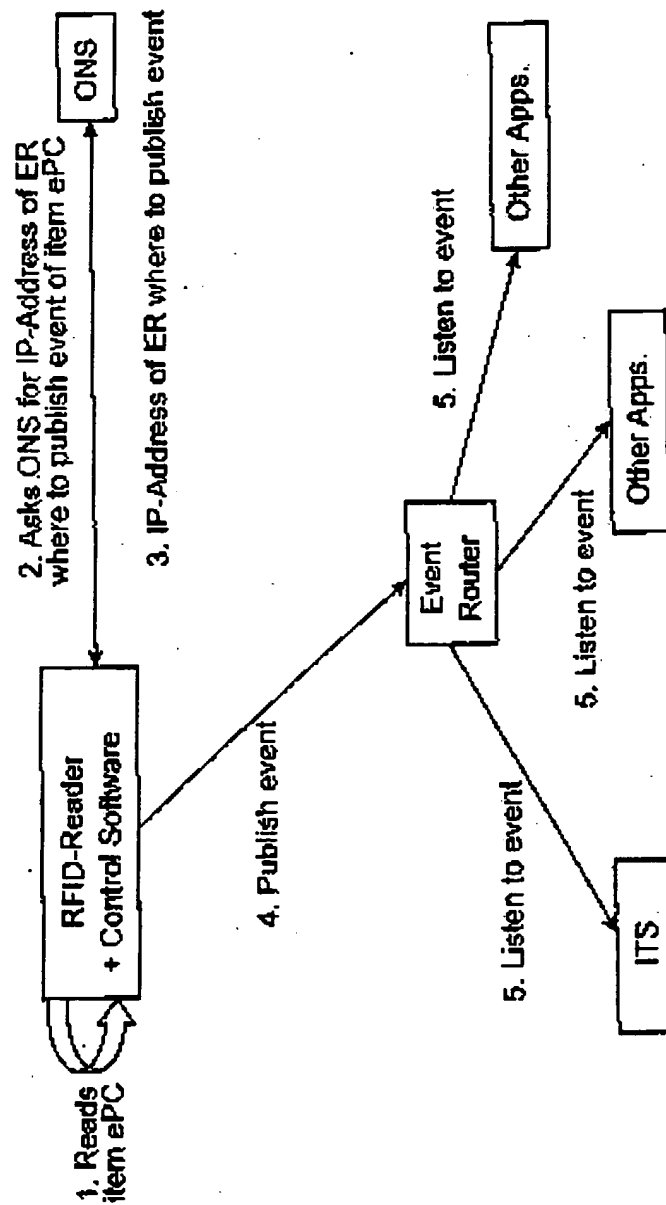 1. Reads
item ePC
RFID-Reader
+ Control Software
2. Asks ONS for IP-Address of ER
where to publish event of item ePC
ONS
3. IP-Address of ER where to publish event
4. Publish event
Event
Router
5. Listen to event
ITS
5. Listen to event
Other Apps.
5. Listen to event
Other Apps.